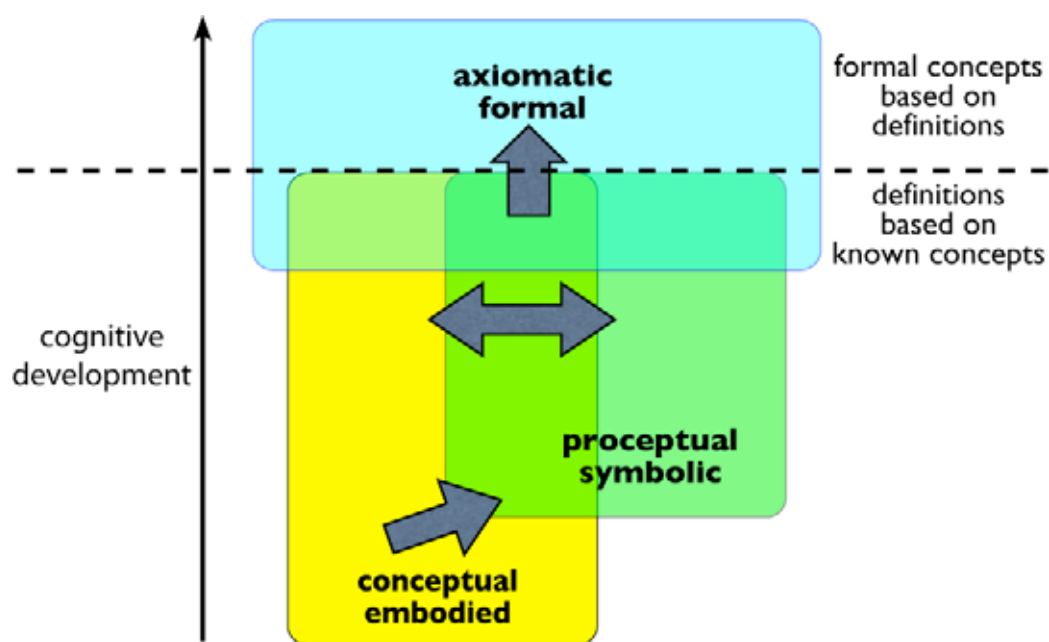 axiomatic
formal
formal concepts
based on
definitions
definitions
based on
known concepts
cognitive
development
proceptual
symbolic
conceptual
embodied